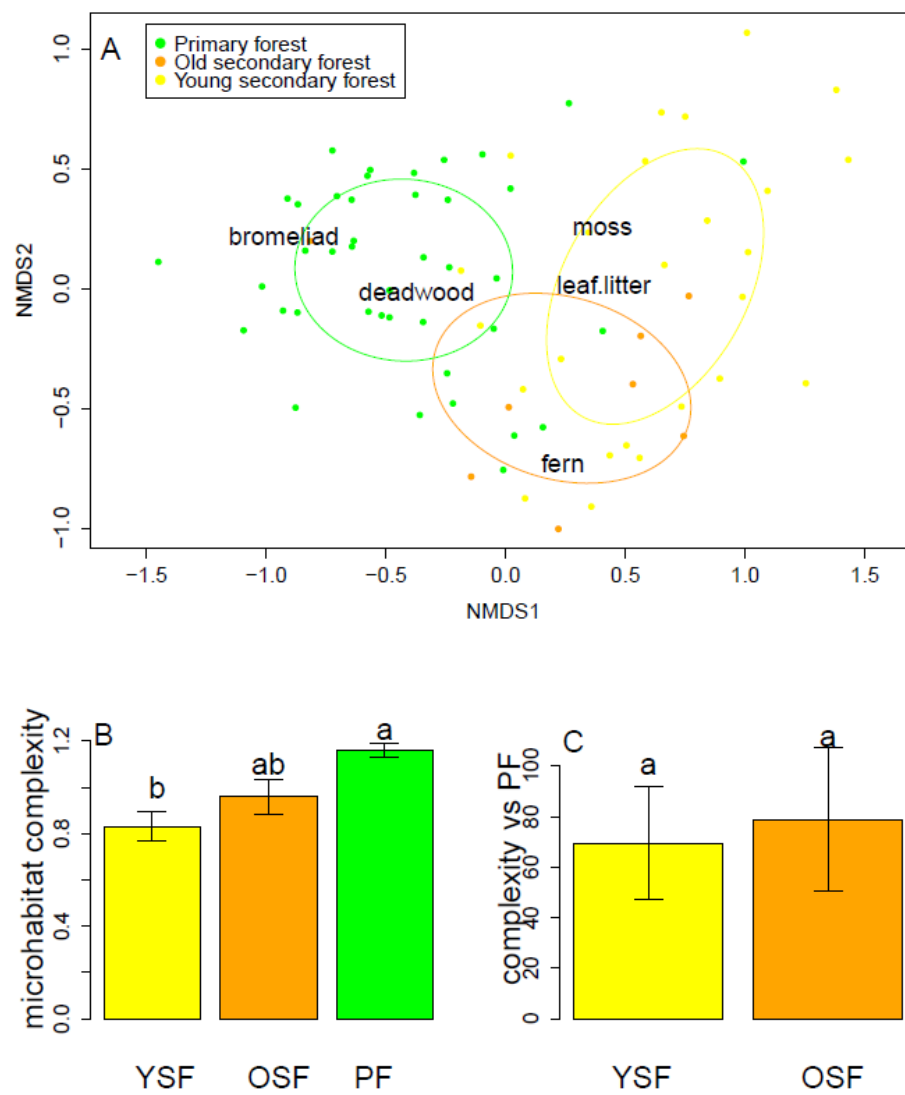 A
Primary forest
Old secondary forest
Young secondary forest
1.0
0.5
0.0
−0.5
−1.0
NMDS2
bromeliad
deadwood
moss
leaf.litter
fern
−1.5 −1.0 −0.5 0.0 0.5 1.0 1.5
NMDS1
B
microhabitat complexity
1.2
0.8
0.4
0.0
b ab a
YSF OSF PF
C
complexity vs PF
100
80
60
40
20
0
a a
YSF OSF